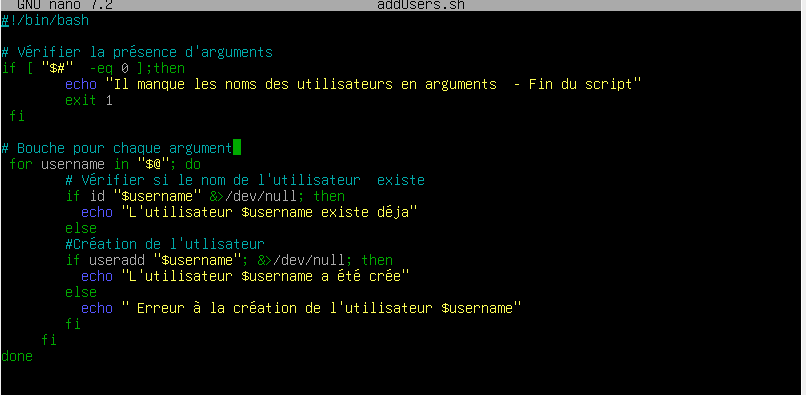 GNU nano 7.2 addUsers.sh
#!/bin/bash
# Vérifier la présence d'arguments
if [ "$#" -eq 0 ];then
echo "Il manque les noms des utilisateurs en arguments - Fin du script"
exit 1
fi
# Bouche pour chaque argument
for username in "$@"; do
# Vérifier si le nom de l'utilisateur existe
if id "$username" &>/dev/null; then
echo "L'utilisateur $username existe déja"
else
#Création de l'utlisateur
if useradd "$username"; &>/dev/null; then
echo "L'utilisateur $username a été crée"
else
echo " Erreur à la création de l'utilisateur $username"
fi
fi
done